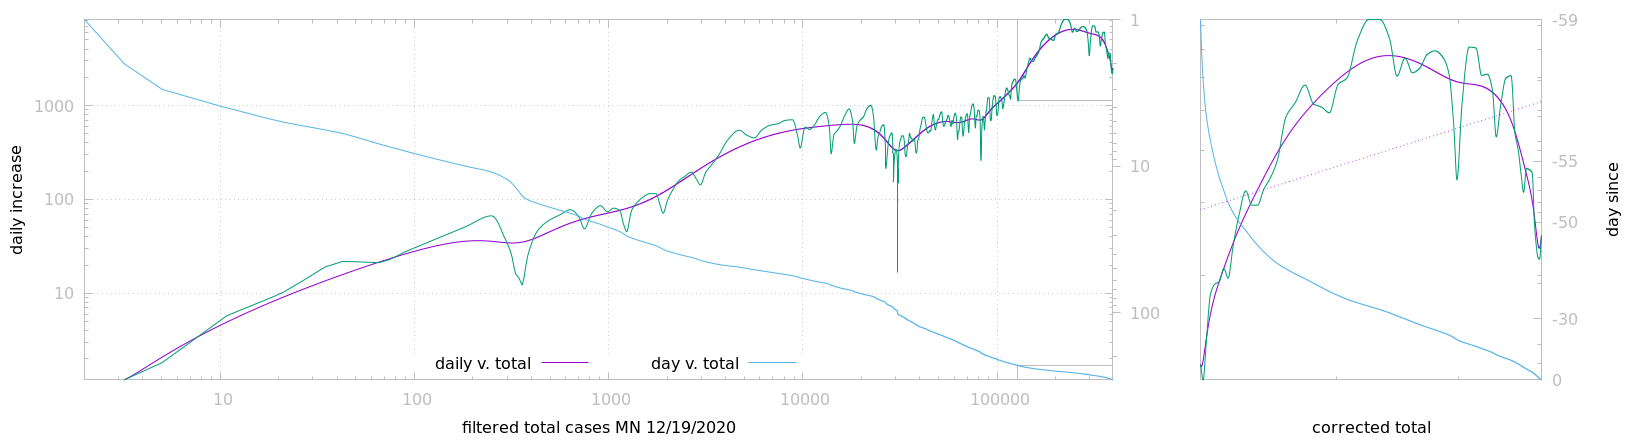 1
-59
1000
10
-55
100
-50
10
100
-30
daily increase
day since
daily v. total
day v. total
0
10
100
1000
10000
100000
filtered total cases MN 12/19/2020
corrected total